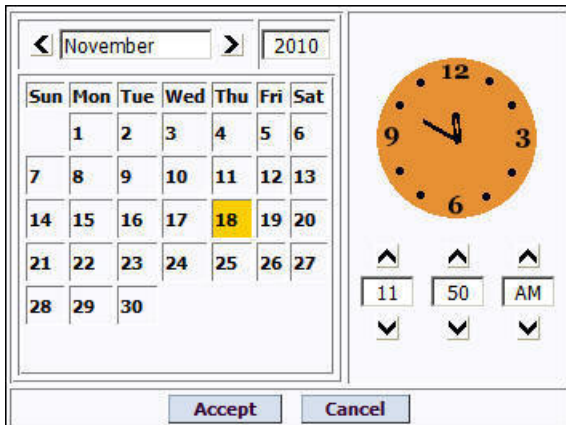 November 2010
Sun Mon Tue Wed Thu Fri Sat
1 2 3 4 5 6
7 8 9 10 11 12 13
14 15 16 17 18 19 20
21 22 23 24 25 26 27
28 29 30
12
9 3
6
11 50 AM
Accept Cancel